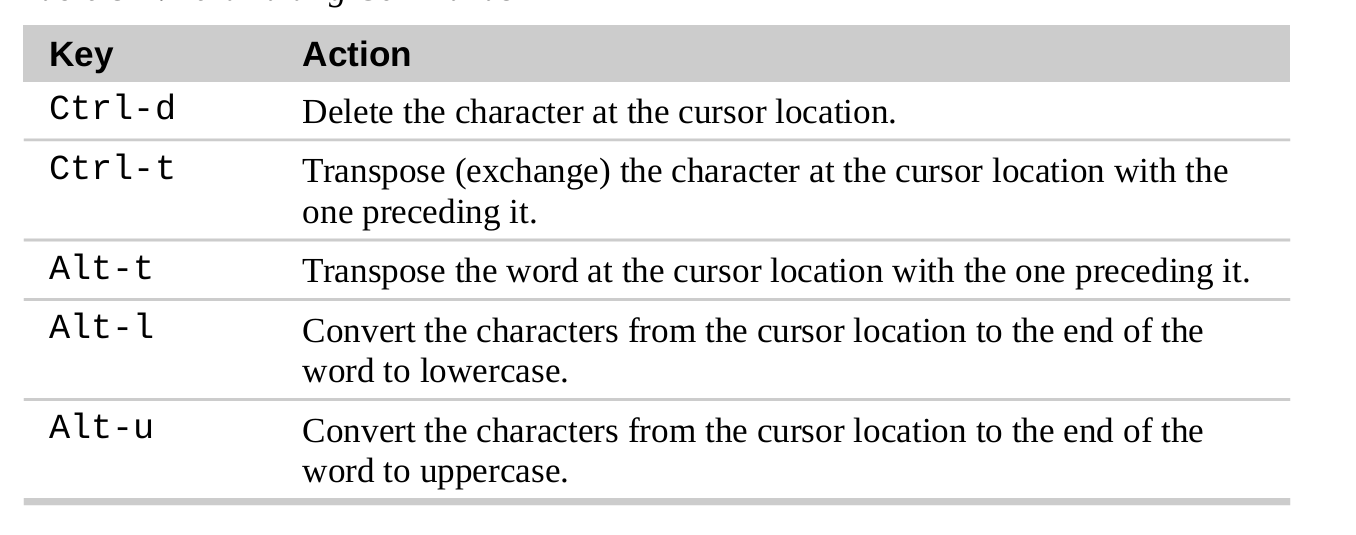 Key Action
Ctrl-d Delete the character at the cursor location.
Ctrl-t Transpose (exchange) the character at the cursor location with the
one preceding it.
Alt-t Transpose the word at the cursor location with the one preceding it.
Alt-l Convert the characters from the cursor location to the end of the
word to lowercase.
Alt-u Convert the characters from the cursor location to the end of the
word to uppercase.